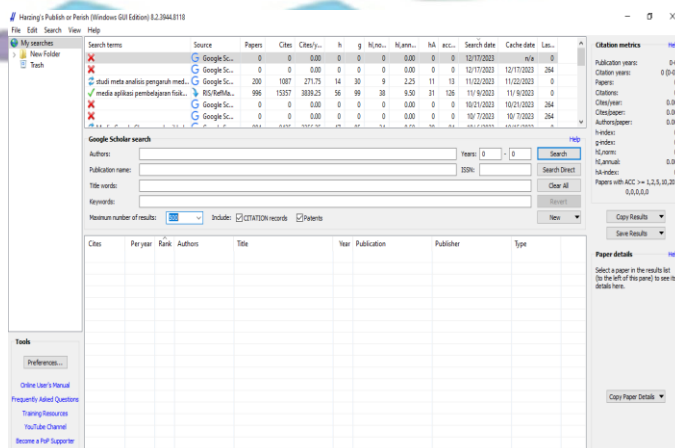 Harzing's Publish or Perish (Windows GUI Edition) 8.2.3944.8118
File Edit Search View Help
My searches
New Folder
Trash
Search terms Source Papers Cites Cites/y... h g hI,no... hI,ann... hA acc... Search date Cache date Las...
Google Sc... 0 0 0.00 0 0 0 0.00 0 0 12/17/2023 n/a 0
Google Sc... 0 0 0.00 0 0 0 0.00 0 0 12/17/2023 12/17/2023 264
studi meta analisis pengaruh med... Google Sc... 200 1087 271.75 14 30 9 2.25 11 13 11/22/2023 11/22/2023 0
media aplikasi pembelajaran fisik... RIS/RefMa... 996 15357 3839.25 56 99 38 9.50 31 126 11/ 9/2023 11/ 9/2023 0
Google Sc... 0 0 0.00 0 0 0 0.00 0 0 10/21/2023 10/21/2023 0
Google Sc... 0 0 0.00 0 0 0 0.00 0 0 10/ 7/2023 10/ 7/2023 264
Google Scholar search Help
Authors: Years: 0 - 0 Search
Publication name: ISSN: Search Direct
Title words: Clear All
Keywords: Revert
Maximum number of results: Include: CITATION records Patents New
Cites Per year Rank Authors Title Year Publication Publisher Type
Tools
Preferences...
Online User's Manual
Frequently Asked Questions
Training Resources
YouTube Channel
Become a PoP Supporter
Citation metrics
Publication years:
Citation years:
Papers:
Citations:
Cites/year:
Cites/paper:
Authors/paper:
h-index:
g-index:
hI,norm:
hI,annual:
hA-index:
Papers with ACC >= 1,2,5,10,20
0,0,0,0,0
Copy Results
Save Results
Paper details
Select a paper in the results list
(to the left of this pane) to see its
details here.
Copy Paper Details